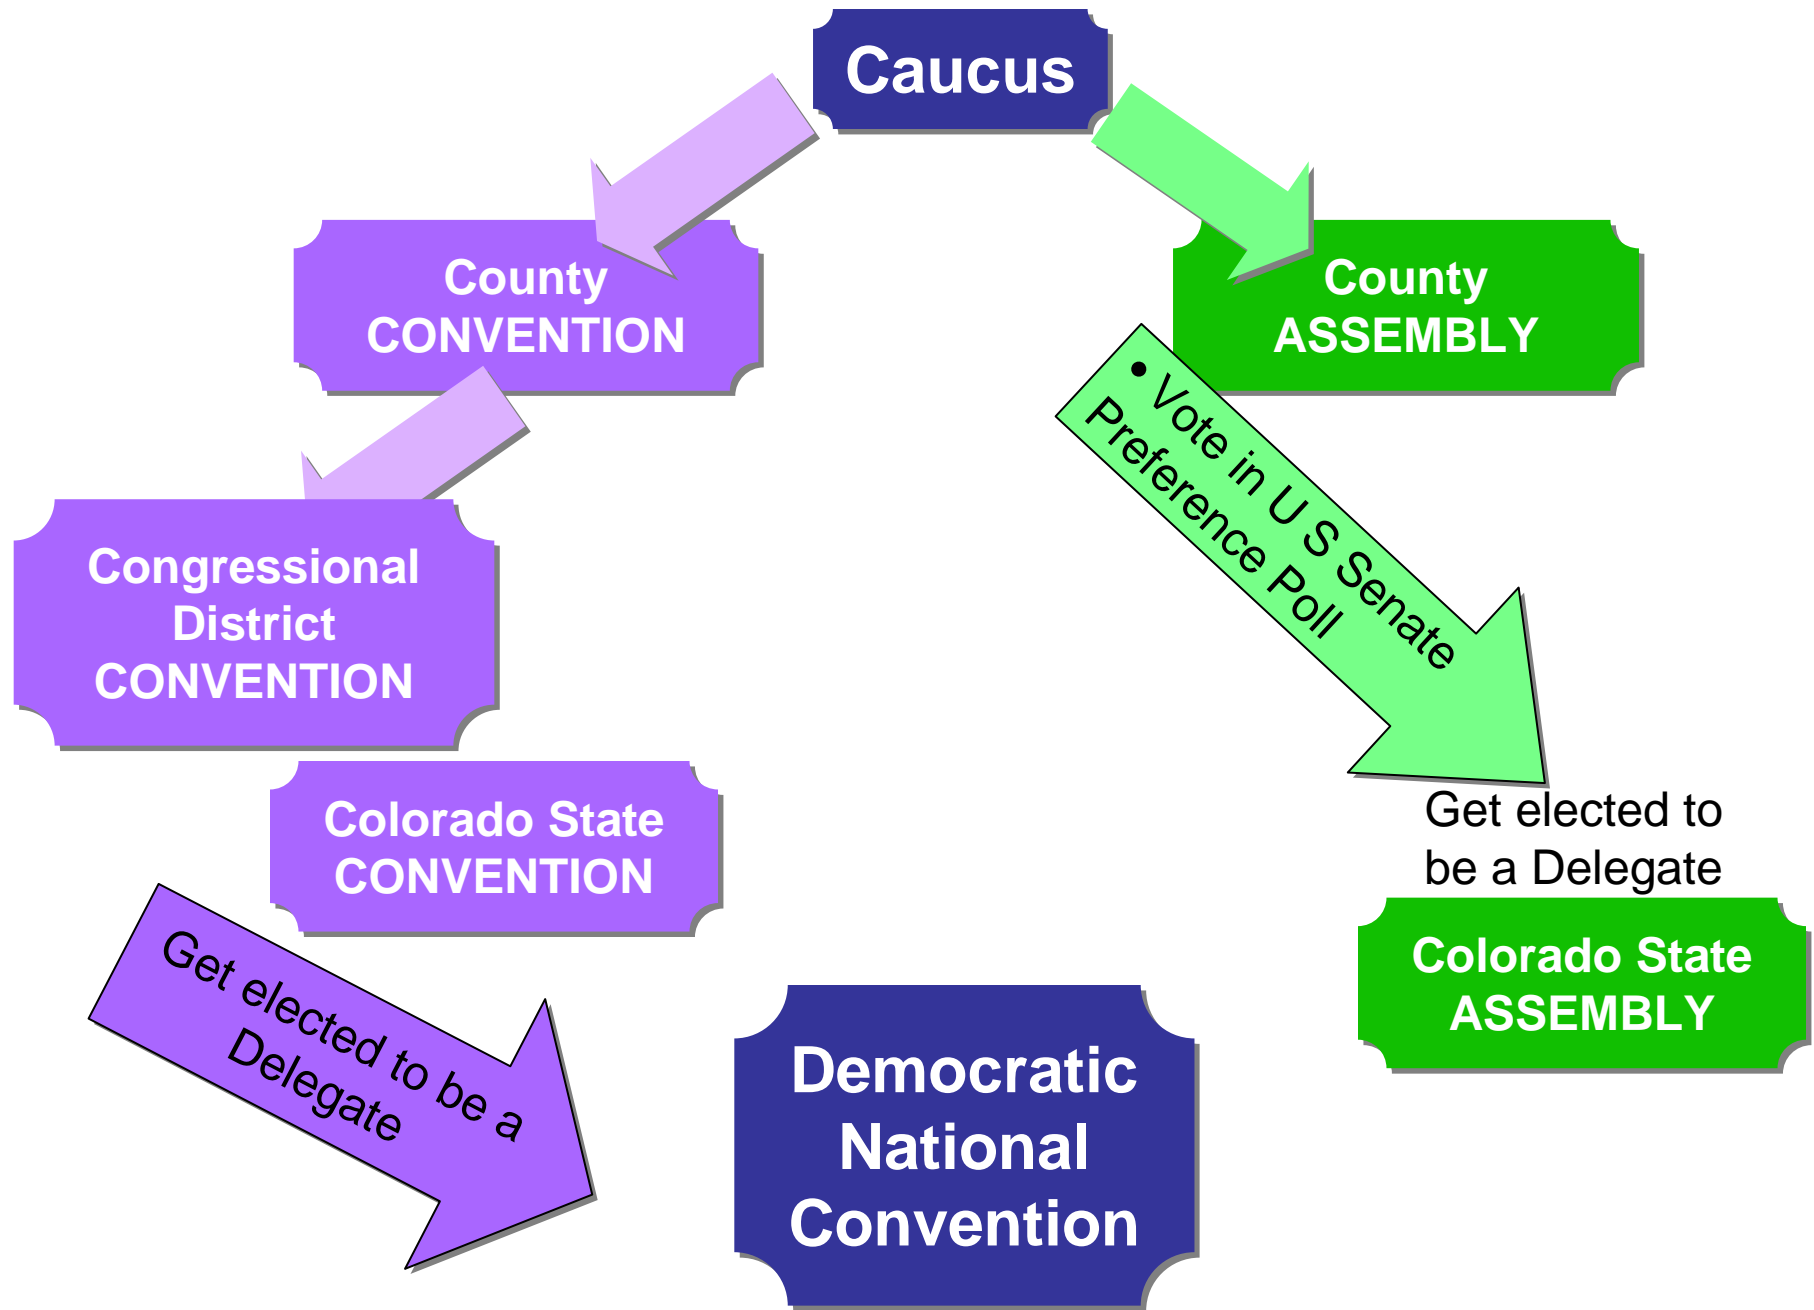 Caucus
County
CONVENTION
County
ASSEMBLY
• Vote in U S Senate
Preference Poll
Congressional
District
CONVENTION
Colorado State
CONVENTION
Get elected to
be a Delegate
Colorado State
ASSEMBLY
Get elected to be a
Delegate
Democratic
National
Convention